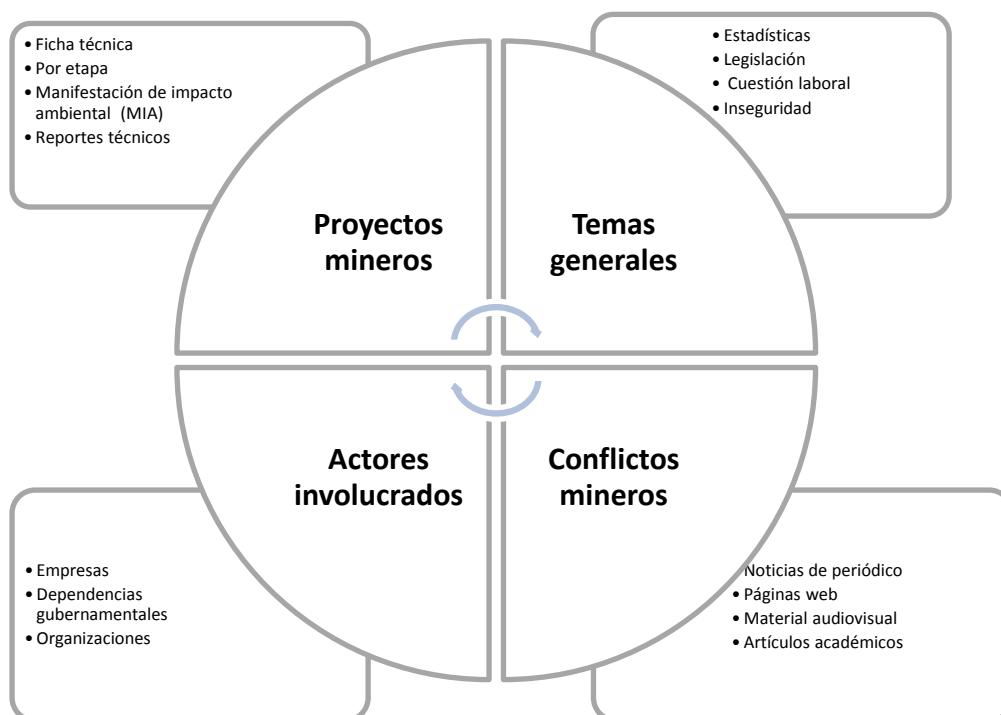 • Ficha técnica
• Por etapa
• Manifestación de impacto
ambiental (MIA)
• Reportes técnicos
• Estadísticas
• Legislación
• Cuestión laboral
• Inseguridad
Proyectos
mineros
Temas
generales
Actores
involucrados
Conflictos
mineros
• Empresas
• Dependencias
gubernamentales
• Organizaciones
Noticias de periódico
• Páginas web
• Material audiovisual
• Artículos académicos